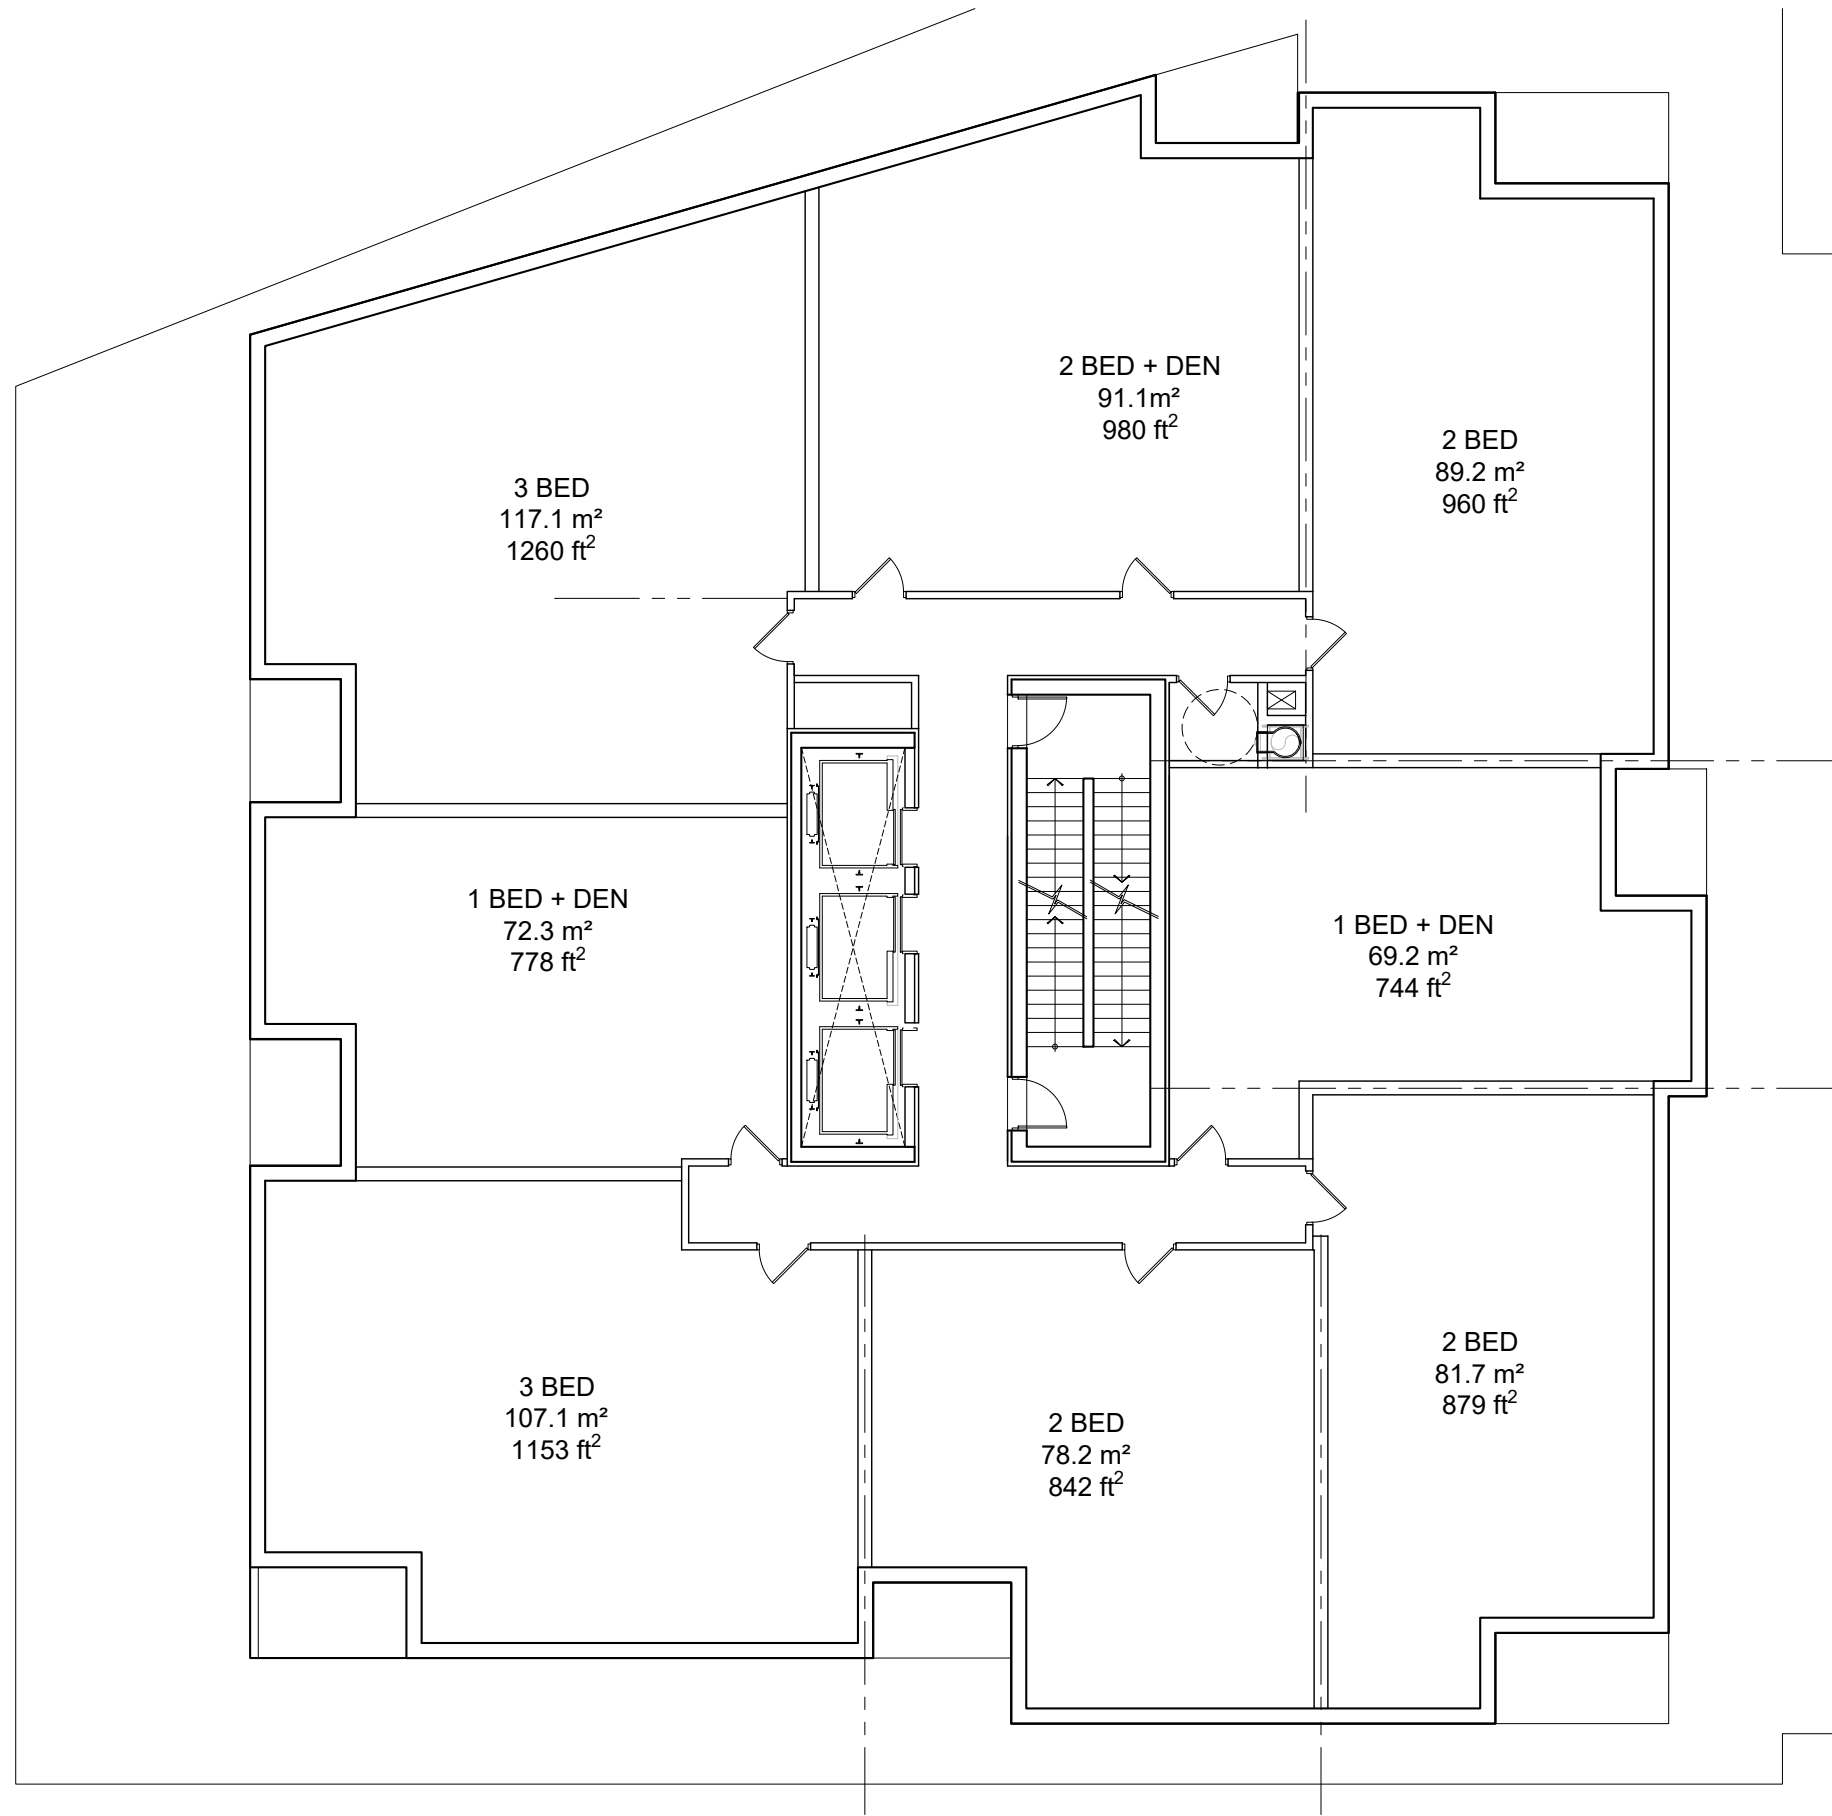 2 BED + DEN
91.1m²
980 ft²
2 BED
89.2 m²
960 ft²
3 BED
117.1 m²
1260 ft²
1 BED + DEN
72.3 m²
778 ft²
1 BED + DEN
69.2 m²
744 ft²
2 BED
81.7 m²
879 ft²
3 BED
107.1 m²
1153 ft²
2 BED
78.2 m²
842 ft²